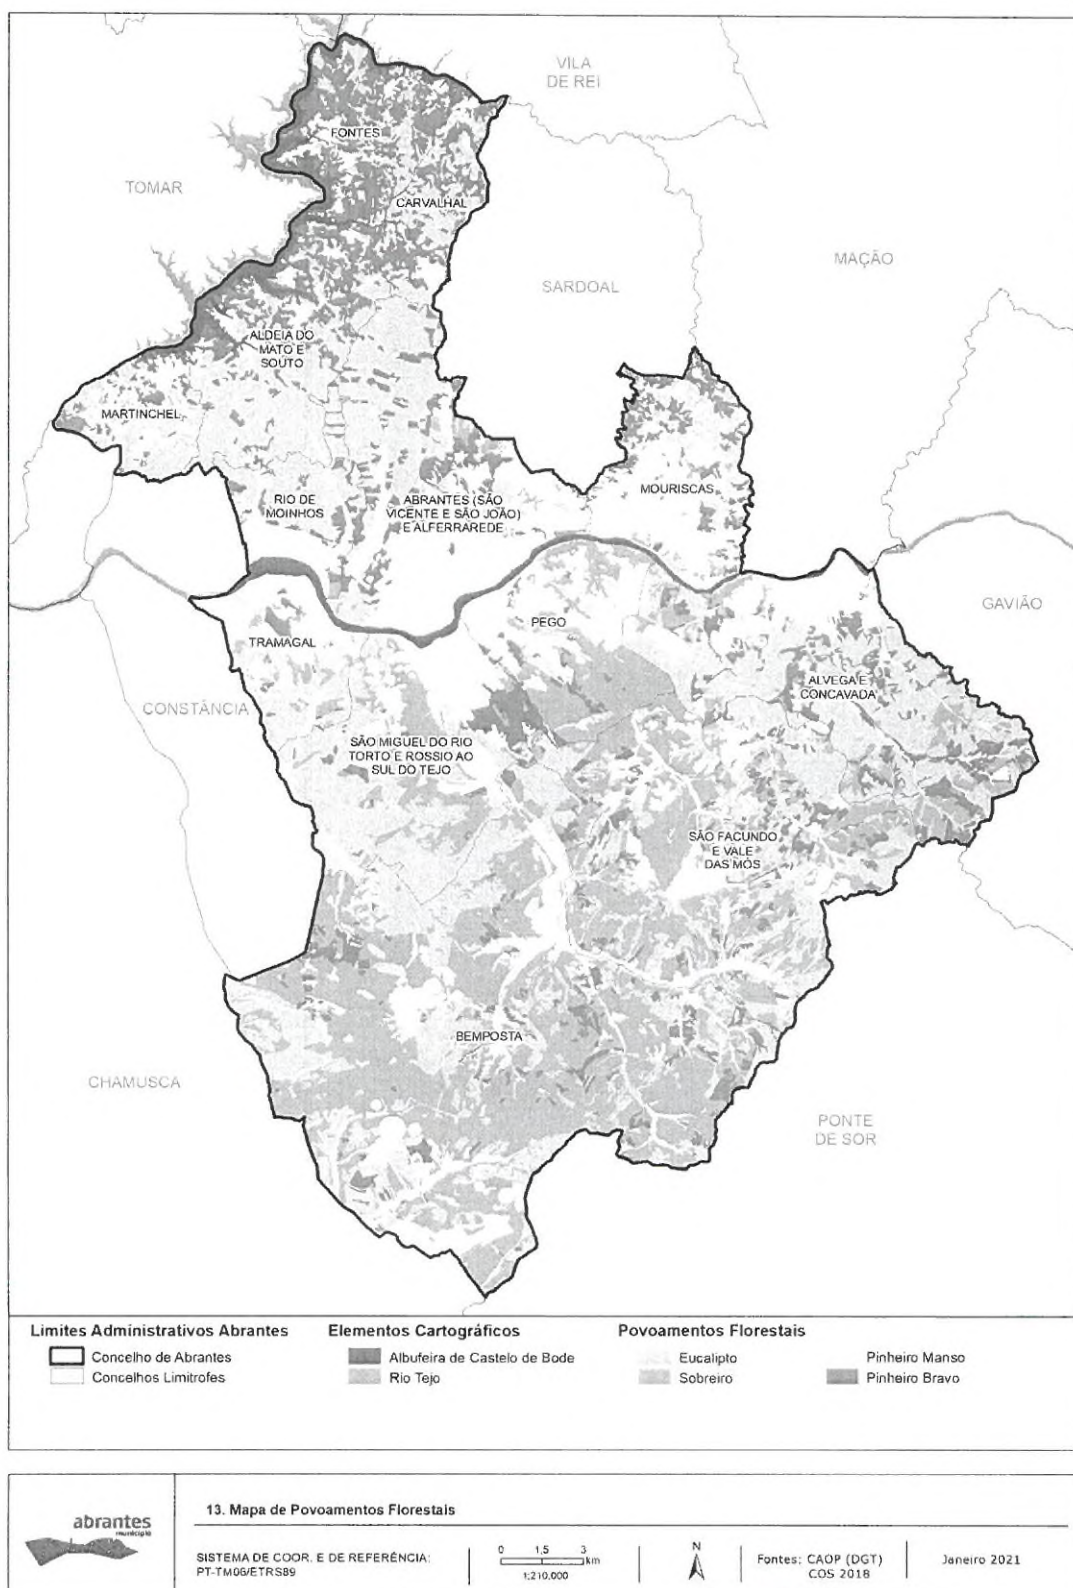 VILA
DE REI
FONTES
TOMAR
CARVALHAL
MAÇÃO
SARDOAL
ALDEIA DO
MATO E
SOUTO
MARTINCHEL
MOURISCAS
RIO DE
MOINHOS
ABRANTES (SÃO
VICENTE E SÃO JOÃO)
E ALFERRAREDE
GAVIÃO
PEGO
TRAMAGAL
ALVEGA E
CONCAVADA
CONSTÂNCIA
SÃO MIGUEL DO RIO
TORTO E ROSSIO AO
SUL DO TEJO
SÃO FACUNDO
E VALE
DAS MÓS
BEMPOSTA
CHAMUSCA
PONTE
DE SOR
Limites Administrativos Abrantes
Concelho de Abrantes
Concelhos Limitrofes
Elementos Cartográficos
Albufeira de Castelo de Bode
Rio Tejo
Povoamentos Florestais
Eucalipto
Sobreiro
Pinheiro Manso
Pinheiro Bravo
abrantes
município
13. Mapa de Povoamentos Florestais
SISTEMA DE COOR. E DE REFERÊNCIA:
PT-TM06/ETRS89
0 1,5 3
km
1:210,000
N
Fontes: CAOP (DGT)
COS 2018
Janeiro 2021